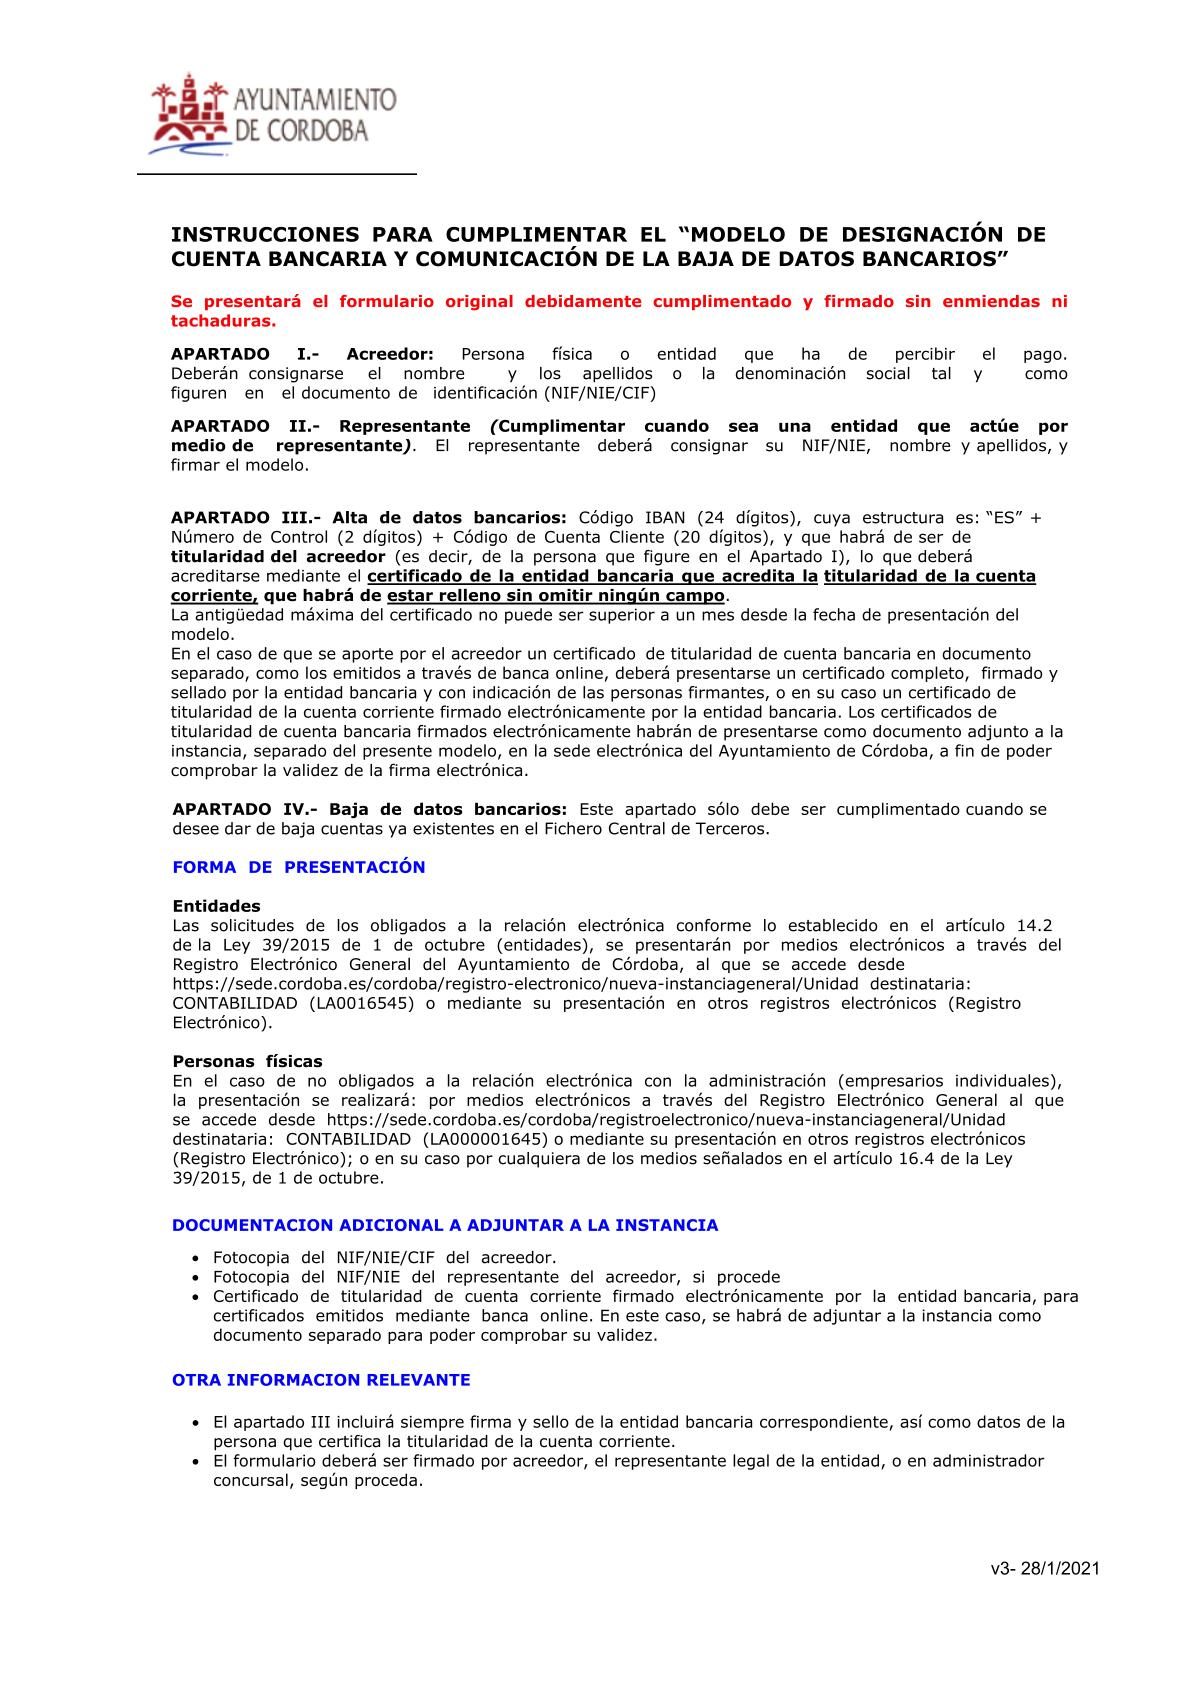 AYUNTAMIENTO
DE CORDOBA
INSTRUCCIONES PARA CUMPLIMENTAR EL “MODELO DE DESIGNACIÓN DE
CUENTA BANCARIA Y COMUNICACIÓN DE LA BAJA DE DATOS BANCARIOS”
Se presentará el formulario original debidamente cumplimentado y firmado sin enmiendas ni
tachaduras.
APARTADO I.- Acreedor: Persona física o entidad que ha de percibir el pago.
Deberán consignarse el nombre y los apellidos o la denominación social tal y como
figuren en el documento de identificación (NIF/NIE/CIF)
APARTADO II.- Representante (Cumplimentar cuando sea una entidad que actúe por
medio de representante). El representante deberá consignar su NIF/NIE, nombre y apellidos, y
firmar el modelo.
APARTADO III.- Alta de datos bancarios: Código IBAN (24 dígitos), cuya estructura es: “ES” +
Número de Control (2 dígitos) + Código de Cuenta Cliente (20 dígitos), y que habrá de ser de
titularidad del acreedor (es decir, de la persona que figure en el Apartado I), lo que deberá
acreditarse mediante el certificado de la entidad bancaria que acredita la titularidad de la cuenta
corriente, que habrá de estar relleno sin omitir ningún campo.
La antigüedad máxima del certificado no puede ser superior a un mes desde la fecha de presentación del
modelo.
En el caso de que se aporte por el acreedor un certificado de titularidad de cuenta bancaria en documento
separado, como los emitidos a través de banca online, deberá presentarse un certificado completo, firmado y
sellado por la entidad bancaria y con indicación de las personas firmantes, o en su caso un certificado de
titularidad de la cuenta corriente firmado electrónicamente por la entidad bancaria. Los certificados de
titularidad de cuenta bancaria firmados electrónicamente habrán de presentarse como documento adjunto a la
instancia, separado del presente modelo, en la sede electrónica del Ayuntamiento de Córdoba, a fin de poder
comprobar la validez de la firma electrónica.
APARTADO IV.- Baja de datos bancarios: Este apartado sólo debe ser cumplimentado cuando se
desee dar de baja cuentas ya existentes en el Fichero Central de Terceros.
FORMA DE PRESENTACIÓN
Entidades
Las solicitudes de los obligados a la relación electrónica conforme lo establecido en el artículo 14.2
de la Ley 39/2015 de 1 de octubre (entidades), se presentarán por medios electrónicos a través del
Registro Electrónico General del Ayuntamiento de Córdoba, al que se accede desde
https://sede.cordoba.es/cordoba/registro-electronico/nueva-instanciageneral/Unidad destinataria:
CONTABILIDAD (LA0016545) o mediante su presentación en otros registros electrónicos (Registro
Electrónico).
Personas físicas
En el caso de no obligados a la relación electrónica con la administración (empresarios individuales),
la presentación se realizará: por medios electrónicos a través del Registro Electrónico General al que
se accede desde https://sede.cordoba.es/cordoba/registroelectronico/nueva-instanciageneral/Unidad
destinataria: CONTABILIDAD (LA000001645) o mediante su presentación en otros registros electrónicos
(Registro Electrónico); o en su caso por cualquiera de los medios señalados en el artículo 16.4 de la Ley
39/2015, de 1 de octubre.
DOCUMENTACION ADICIONAL A ADJUNTAR A LA INSTANCIA
• Fotocopia del NIF/NIE/CIF del acreedor.
• Fotocopia del NIF/NIE del representante del acreedor, si procede
• Certificado de titularidad de cuenta corriente firmado electrónicamente por la entidad bancaria, para
certificados emitidos mediante banca online. En este caso, se habrá de adjuntar a la instancia como
documento separado para poder comprobar su validez.
OTRA INFORMACION RELEVANTE
• El apartado III incluirá siempre firma y sello de la entidad bancaria correspondiente, así como datos de la
persona que certifica la titularidad de la cuenta corriente.
• El formulario deberá ser firmado por acreedor, el representante legal de la entidad, o en administrador
concursal, según proceda.
v3- 28/1/2021